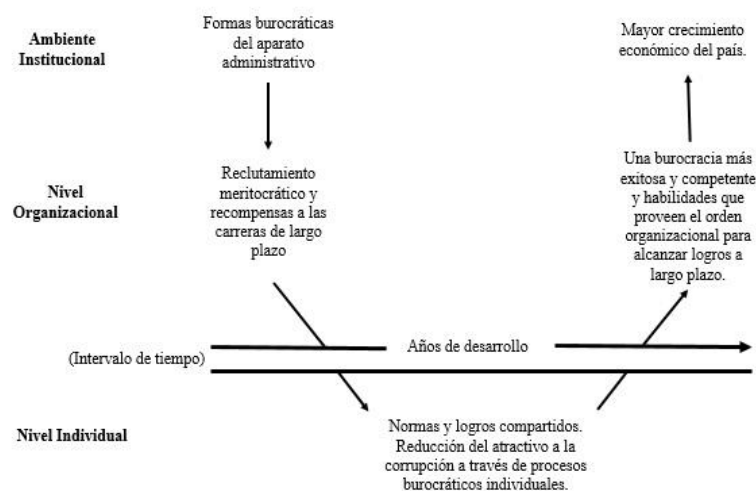 Ambiente
Institucional
Formas burocráticas
del aparato
administrativo
Mayor crecimiento
económico del país.
Nivel
Organizacional
Reclutamiento
meritocrático y
recompensas a las
carreras de largo
plazo
Una burocracia más
exitosa y competente
y habilidades que
proveen el orden
organizacional para
alcanzar logros a
largo plazo.
(Intervalo de tiempo)
Años de desarrollo
Nivel Individual
Normas y logros compartidos.
Reducción del atractivo a la
corrupción a través de procesos
burocráticos individuales.